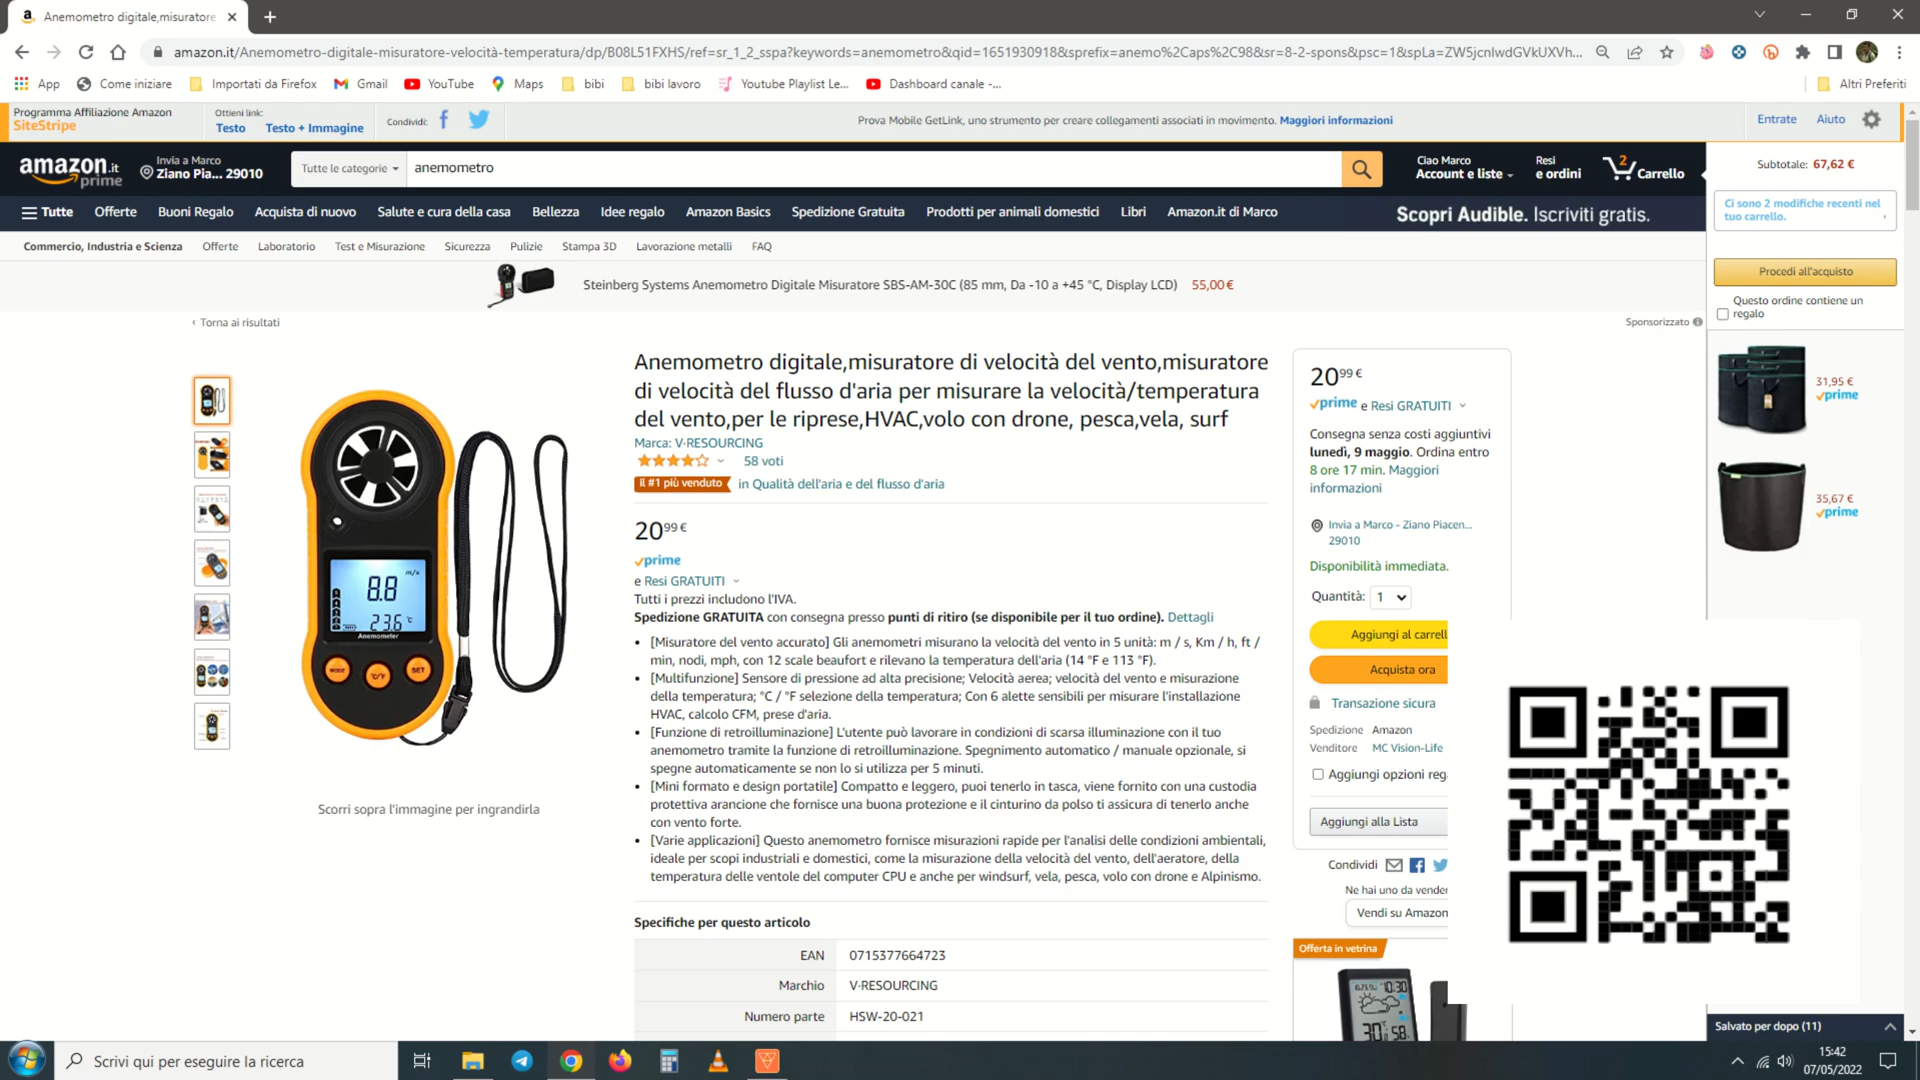 Anemometro digitale,misuratore
amazon.it/Anemometro-digitale-misuratore-velocità-temperatura/dp/B08L51FXHS/ref=sr_1_2_sspa?keywords=anemometro&qid=1651930918&sprefix=anemo%2Caps%2C98&sr=8-2-spons&psc=1&spLa=ZW5jcnlwdGVkUXVh...
App Come iniziare Importati da Firefox Gmail YouTube Maps bibi bibi lavoro Youtube Playlist Le... Dashboard canale -... Altri Preferiti
Programma Affiliazione Amazon
SiteStripe
Ottieni link:
Testo Testo + Immagine
Condividi:
Prova Mobile GetLink, uno strumento per creare collegamenti associati in movimento. Maggiori informazioni
Entrate Aiuto
amazon.it
prime
Invia a Marco
Ziano Pia... 29010
Tutte le categorie
anemometro
Ciao Marco
Account e liste
Resi
e ordini
2
Carrello
Subtotale: 67,62 €
Ci sono 2 modifiche recenti nel
tuo carrello.
Procedi all'acquisto
Questo ordine contiene un
regalo
Tutte Offerte Buoni Regalo Acquista di nuovo Salute e cura della casa Bellezza Idee regalo Amazon Basics Spedizione Gratuita Prodotti per animali domestici Libri Amazon.it di Marco
Scopri Audible. Iscriviti gratis.
Commercio, Industria e Scienza Offerte Laboratorio Test e Misurazione Sicurezza Pulizie Stampa 3D Lavorazione metalli FAQ
Steinberg Systems Anemometro Digitale Misuratore SBS-AM-30C (85 mm, Da -10 a +45 °C, Display LCD) 55,00 €
‹ Torna ai risultati
Sponsorizzato
Anemometro digitale,misuratore di velocità del vento,misuratore
di velocità del flusso d'aria per misurare la velocità/temperatura
del vento,per le riprese,HVAC,volo con drone, pesca,vela, surf
Marca: V·RESOURCING
58 voti
il #1 più venduto in Qualità dell'aria e del flusso d'aria
20 99 €
prime
e Resi GRATUITI
Tutti i prezzi includono l'IVA.
Spedizione GRATUITA con consegna presso punti di ritiro (se disponibile per il tuo ordine). Dettagli
• [Misuratore del vento accurato] Gli anemometri misurano la velocità del vento in 5 unità: m / s, Km / h, ft /
min, nodi, mph, con 12 scale beaufort e rilevano la temperatura dell'aria (14 °F e 113 °F).
• [Multifunzione] Sensore di pressione ad alta precisione; Velocità aerea; velocità del vento e misurazione
della temperatura; °C / °F selezione della temperatura; Con 6 alette sensibili per misurare l'installazione
HVAC, calcolo CFM, prese d'aria.
• [Funzione di retroilluminazione] L'utente può lavorare in condizioni di scarsa illuminazione con il tuo
anemometro tramite la funzione di retroilluminazione. Spegnimento automatico / manuale opzionale, si
spegne automaticamente se non lo si utilizza per 5 minuti.
• [Mini formato e design portatile] Compatto e leggero, puoi tenerlo in tasca, viene fornito con una custodia
protettiva arancione che fornisce una buona protezione e il cinturino da polso ti assicura di tenerlo anche
con vento forte.
• [Varie applicazioni] Questo anemometro fornisce misurazioni rapide per l'analisi delle condizioni ambientali,
ideale per scopi industriali e domestici, come la misurazione della velocità del vento, dell'aeratore, della
temperatura delle ventole del computer CPU e anche per windsurf, vela, pesca, volo con drone e Alpinismo.
Specifiche per questo articolo
EAN 0715377664723
Marchio V·RESOURCING
Numero parte HSW-20-021
8.8 m/s
23.6 °C
Anemometer
MODE °C/°F SET
Scorri sopra l'immagine per ingrandirla
20 99 €
prime e Resi GRATUITI
Consegna senza costi aggiuntivi
lunedì, 9 maggio. Ordina entro
8 ore 17 min. Maggiori
informazioni
Invia a Marco - Ziano Piacen...
29010
Disponibilità immediata.
Quantità: 1
Aggiungi al carrell
Acquista ora
Transazione sicura
Spedizione Amazon
Venditore MC Vision-Life
Aggiungi opzioni reg
Aggiungi alla Lista
Condividi
Ne hai uno da vender
Vendi su Amazon
Offerta in vetrina
10:30
30 58
31,95 €
prime
35,67 €
prime
Salvato per dopo (11)
Scrivi qui per eseguire la ricerca
15:42
07/05/2022